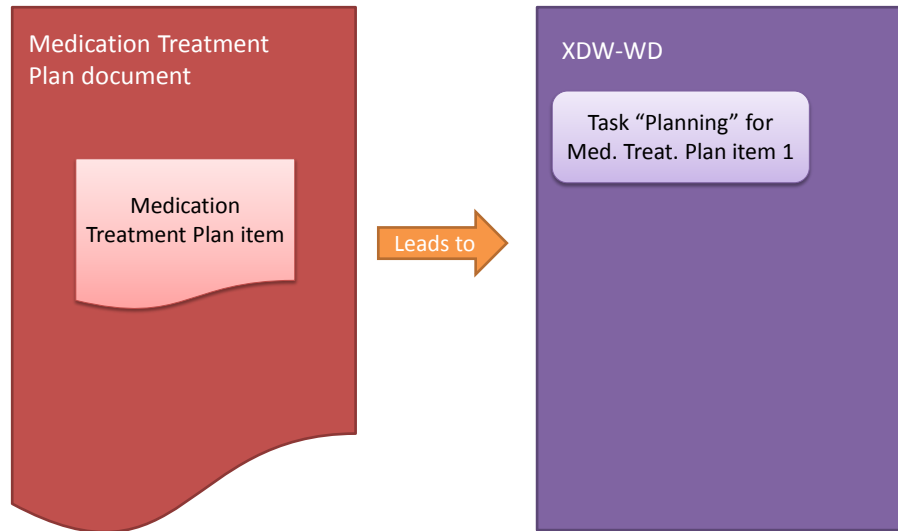 Medication Treatment
Plan document
Medication
Treatment Plan item
Leads to
XDW-WD
Task “Planning” for
Med. Treat. Plan item 1